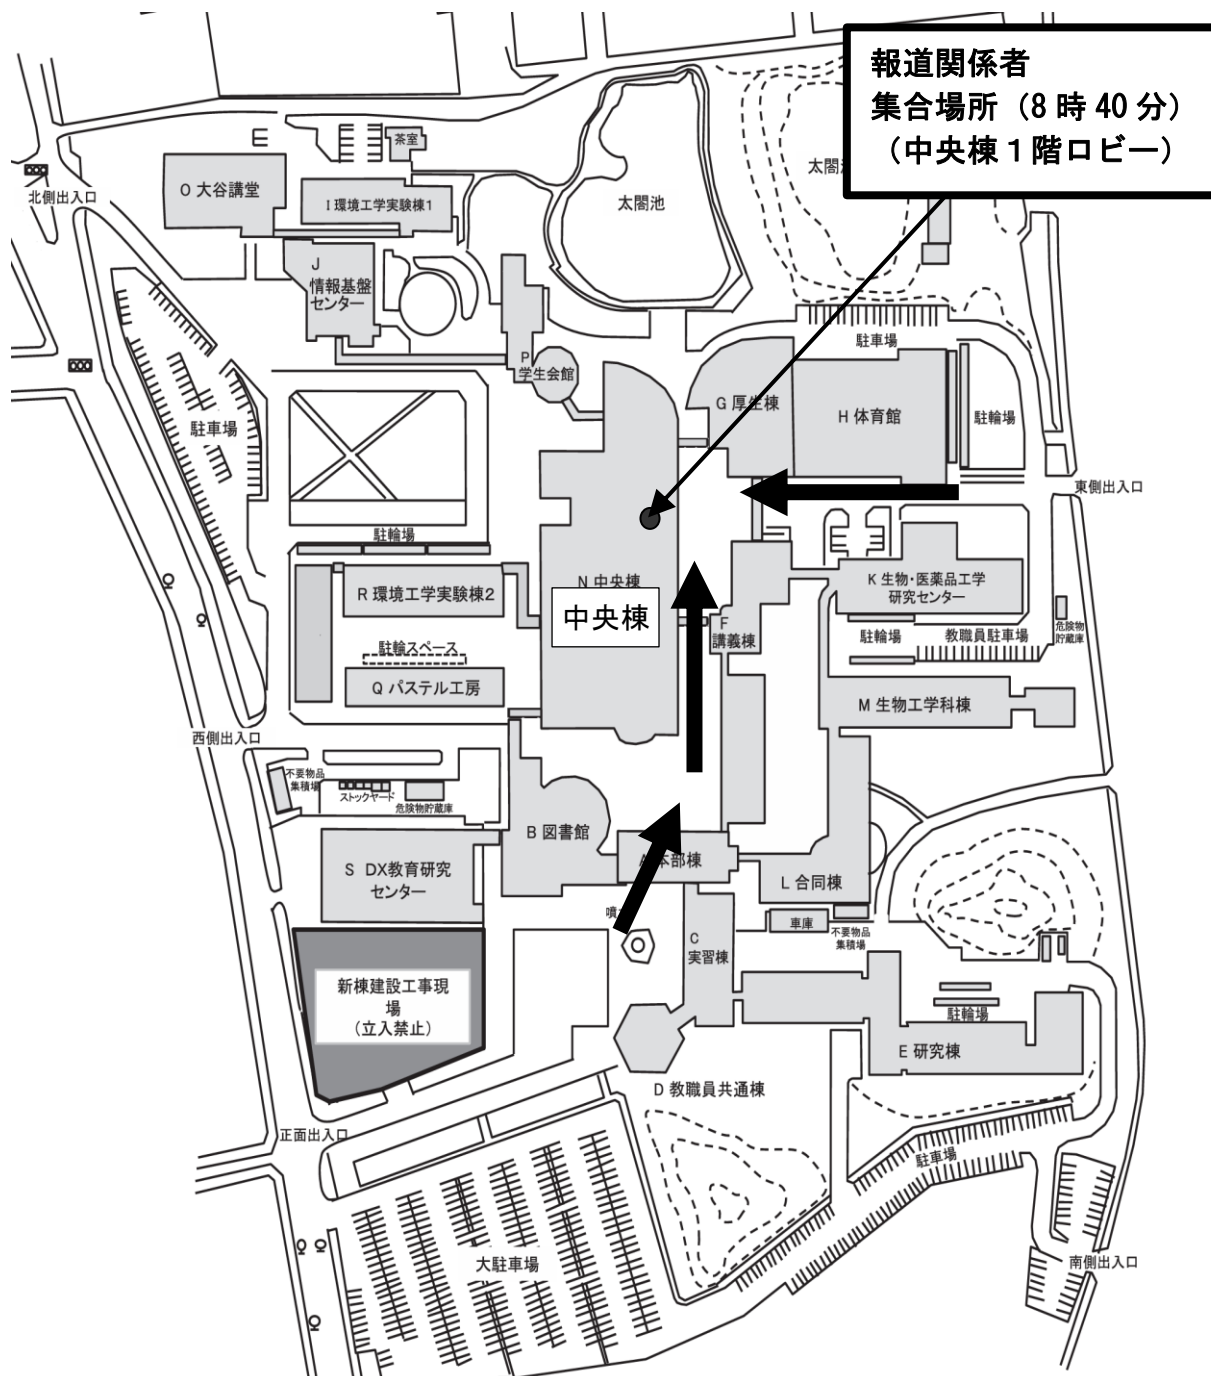 報道関係者
集合場所（8時40分）
（中央棟１階ロビー）
茶室
O 大谷講堂
I 環境工学実験棟1
北側出入口
太閤池
太閤
J
情報基盤
センター
P
学生会館
駐車場
G 厚生棟
H 体育館
駐輪場
駐車場
東側出入口
駐輪場
N 中央棟
中央棟
R 環境工学実験棟2
K 生物・医薬品工学
研究センター
F
講義棟
駐輪場
教職員駐車場
危険物
貯蔵庫
駐輪スペース
Q パステル工房
M 生物工学科棟
西側出入口
不要物品
集積場
ストックヤード
危険物貯蔵庫
B 図書館
A 本部棟
S DX教育研究
センター
L 合同棟
噴
車庫
不要物品
集積場
C
実習棟
新棟建設工事現
場
（立入禁止）
駐輪場
E 研究棟
D 教職員共通棟
正面出入口
駐車場
大駐車場
南側出入口